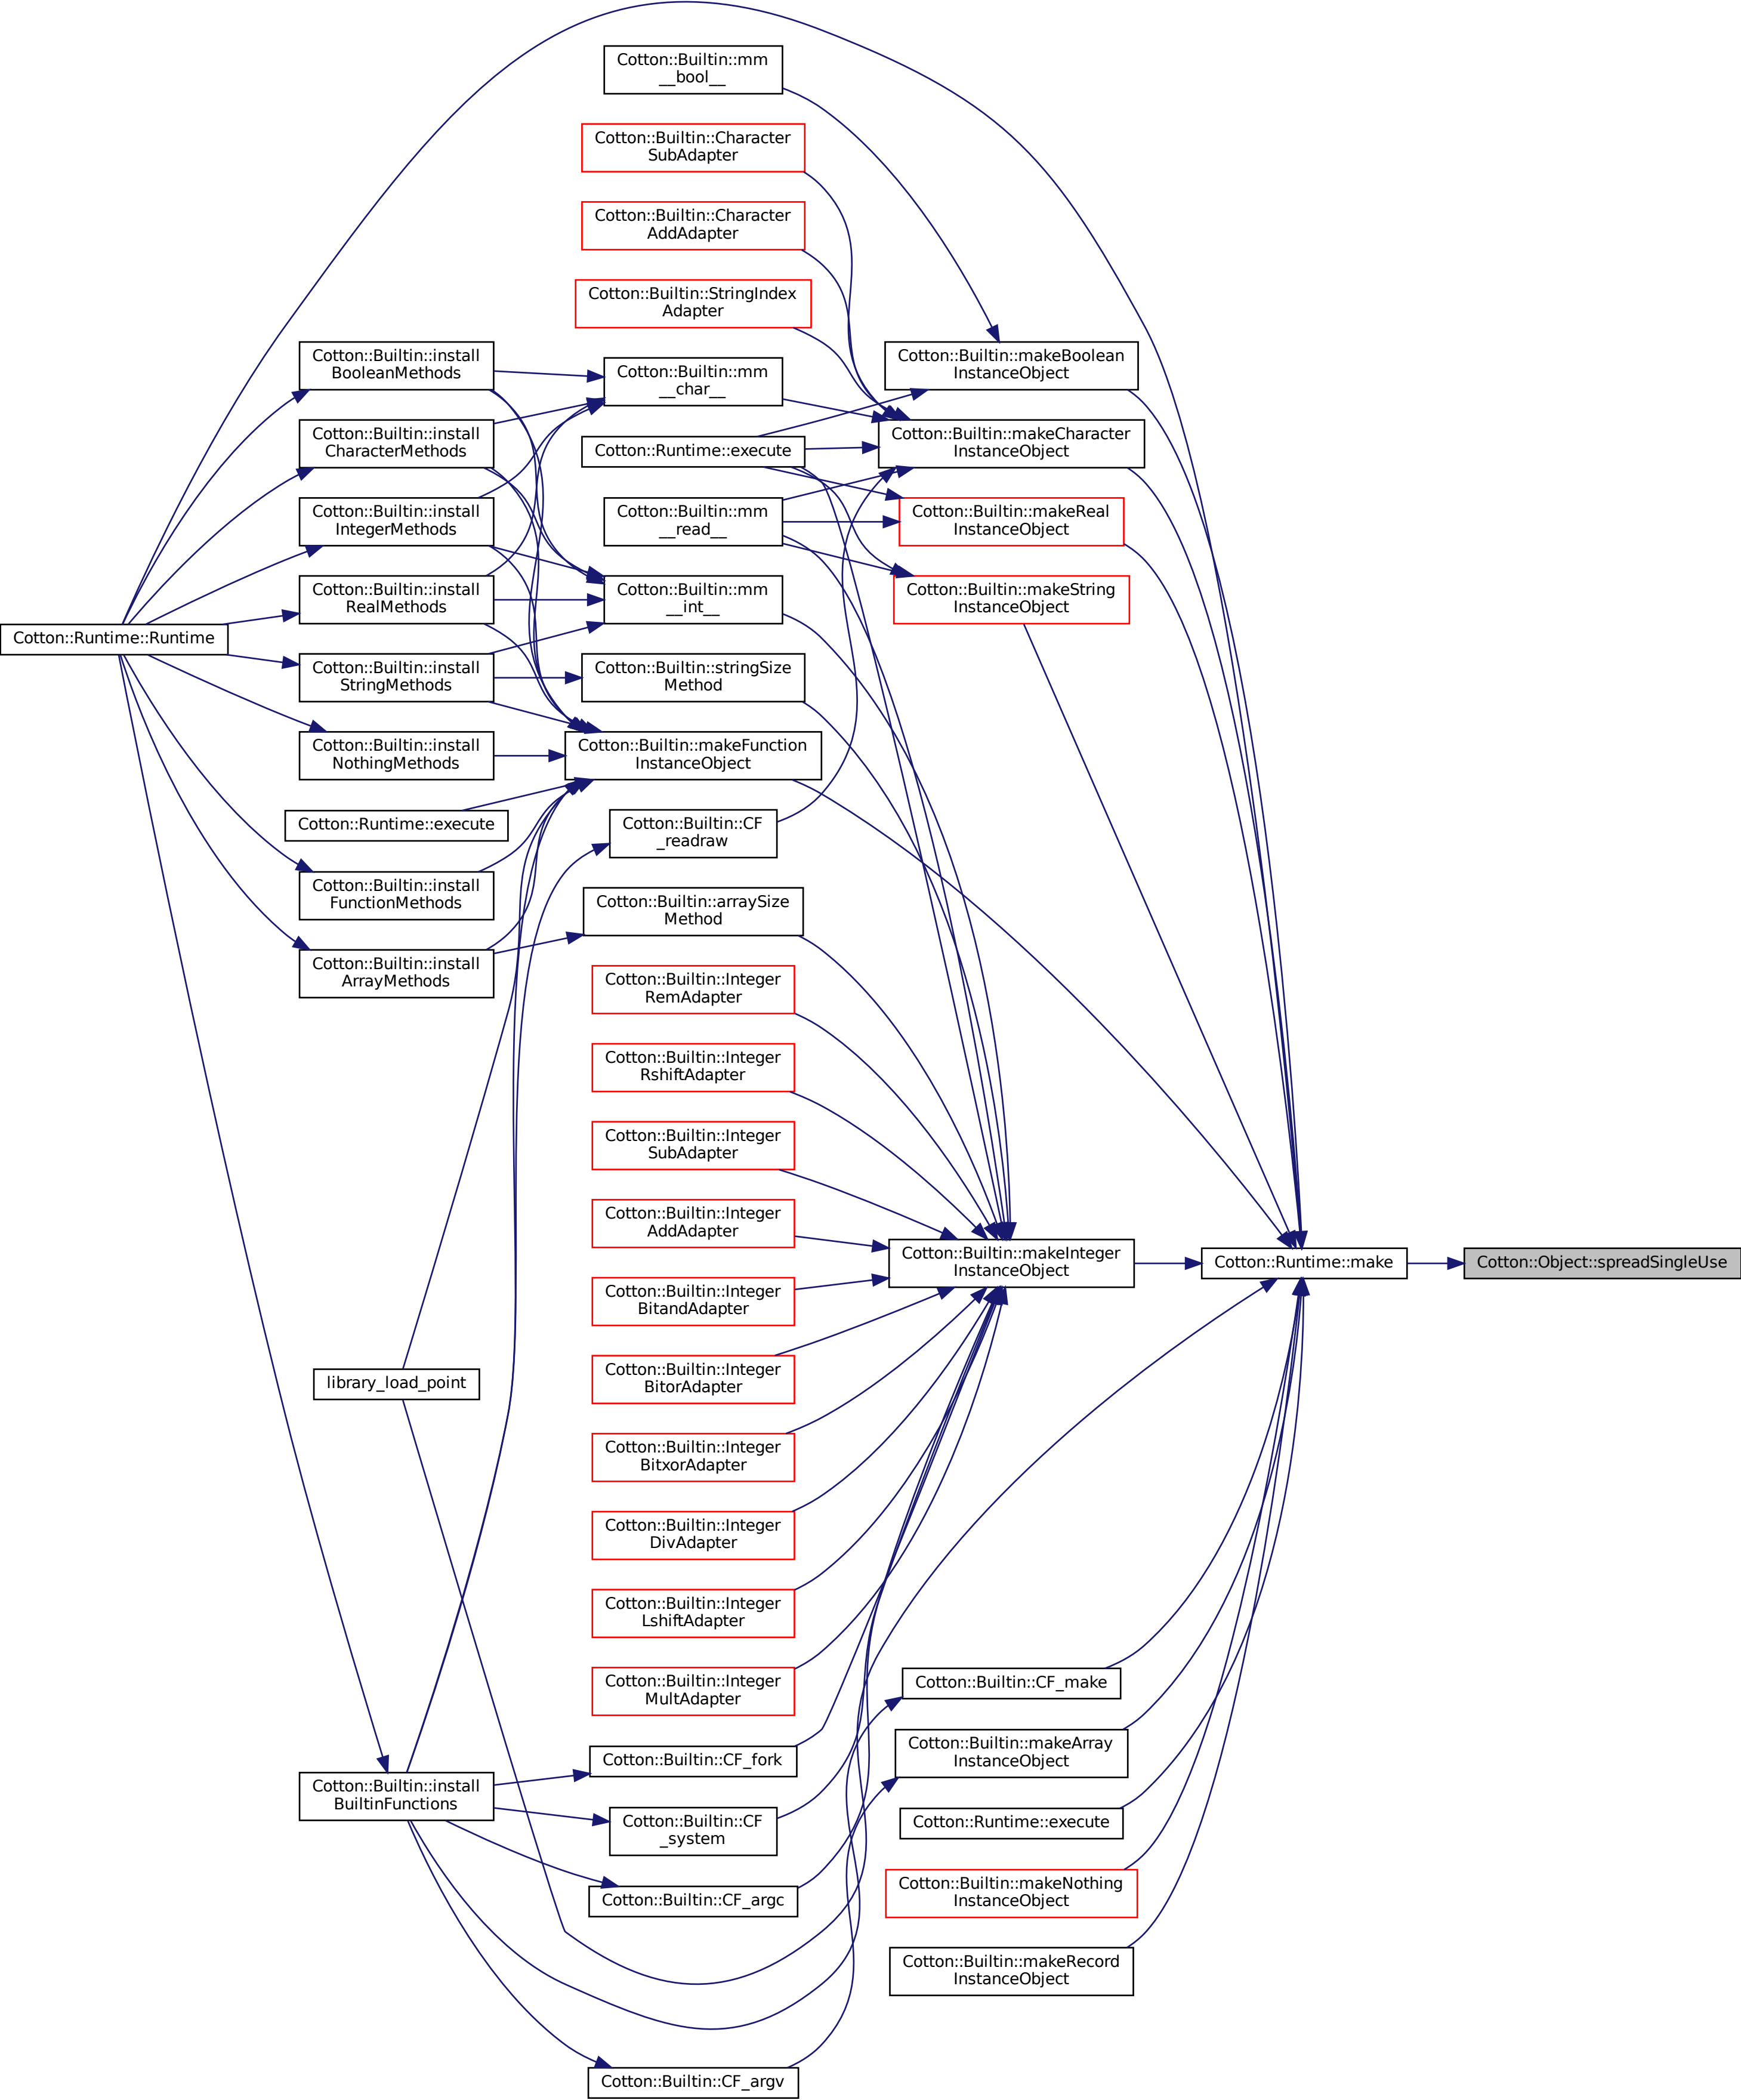 Cotton::Builtin::mm
__bool__
Cotton::Builtin::Character
SubAdapter
Cotton::Builtin::Character
AddAdapter
Cotton::Builtin::StringIndex
Adapter
Cotton::Builtin::install
BooleanMethods
Cotton::Builtin::mm
__char__
Cotton::Builtin::makeBoolean
InstanceObject
Cotton::Builtin::install
CharacterMethods
Cotton::Runtime::execute
Cotton::Builtin::makeCharacter
InstanceObject
Cotton::Builtin::install
IntegerMethods
Cotton::Builtin::mm
__read__
Cotton::Builtin::makeReal
InstanceObject
Cotton::Builtin::install
RealMethods
Cotton::Builtin::mm
__int__
Cotton::Builtin::makeString
InstanceObject
Cotton::Runtime::Runtime
Cotton::Builtin::install
StringMethods
Cotton::Builtin::stringSize
Method
Cotton::Builtin::install
NothingMethods
Cotton::Builtin::makeFunction
InstanceObject
Cotton::Runtime::execute
Cotton::Builtin::CF
_readraw
Cotton::Builtin::install
FunctionMethods
Cotton::Builtin::arraySize
Method
Cotton::Builtin::install
ArrayMethods
Cotton::Builtin::Integer
RemAdapter
Cotton::Builtin::Integer
RshiftAdapter
Cotton::Builtin::Integer
SubAdapter
Cotton::Builtin::Integer
AddAdapter
Cotton::Builtin::makeInteger
InstanceObject
Cotton::Runtime::make
Cotton::Object::spreadSingleUse
Cotton::Builtin::Integer
BitandAdapter
Cotton::Builtin::Integer
BitorAdapter
library_load_point
Cotton::Builtin::Integer
BitxorAdapter
Cotton::Builtin::Integer
DivAdapter
Cotton::Builtin::Integer
LshiftAdapter
Cotton::Builtin::Integer
MultAdapter
Cotton::Builtin::CF_make
Cotton::Builtin::CF_fork
Cotton::Builtin::makeArray
InstanceObject
Cotton::Builtin::install
BuiltinFunctions
Cotton::Builtin::CF
_system
Cotton::Runtime::execute
Cotton::Builtin::CF_argc
Cotton::Builtin::makeNothing
InstanceObject
Cotton::Builtin::makeRecord
InstanceObject
Cotton::Builtin::CF_argv